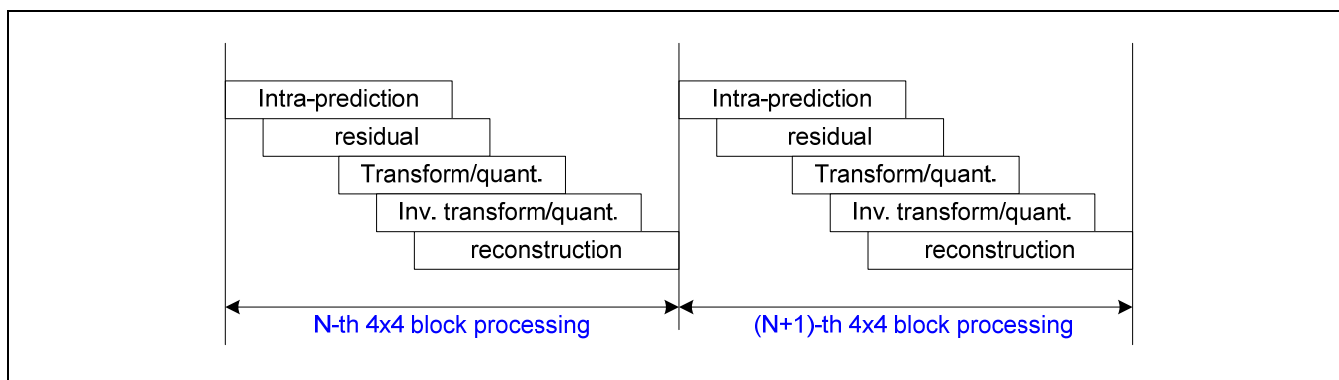 Intra-prediction
residual
Transform/quant.
Inv. transform/quant.
reconstruction
N-th 4x4 block processing
Intra-prediction
residual
Transform/quant.
Inv. transform/quant.
reconstruction
(N+1)-th 4x4 block processing